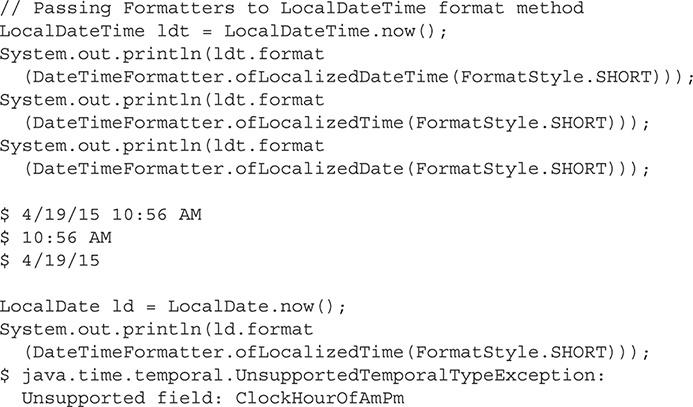 // Passing Formatters to LocalDateTime format method
LocalDateTime ldt = LocalDateTime.now();
System.out.println(ldt.format
(DateTimeFormatter.ofLocalizedDateTime(FormatStyle.SHORT)));
System.out.println(ldt.format
(DateTimeFormatter.ofLocalizedTime(FormatStyle.SHORT)));
System.out.println(ldt.format
(DateTimeFormatter.ofLocalizedDate(FormatStyle.SHORT)));
$ 4/19/15 10:56 AM
$ 10:56 AM
$ 4/19/15
LocalDate ld = LocalDate.now();
System.out.println(ld.format
(DateTimeFormatter.ofLocalizedTime(FormatStyle.SHORT)));
$ java.time.temporal.UnsupportedTemporalTypeException:
Unsupported field: ClockHourOfAmPm